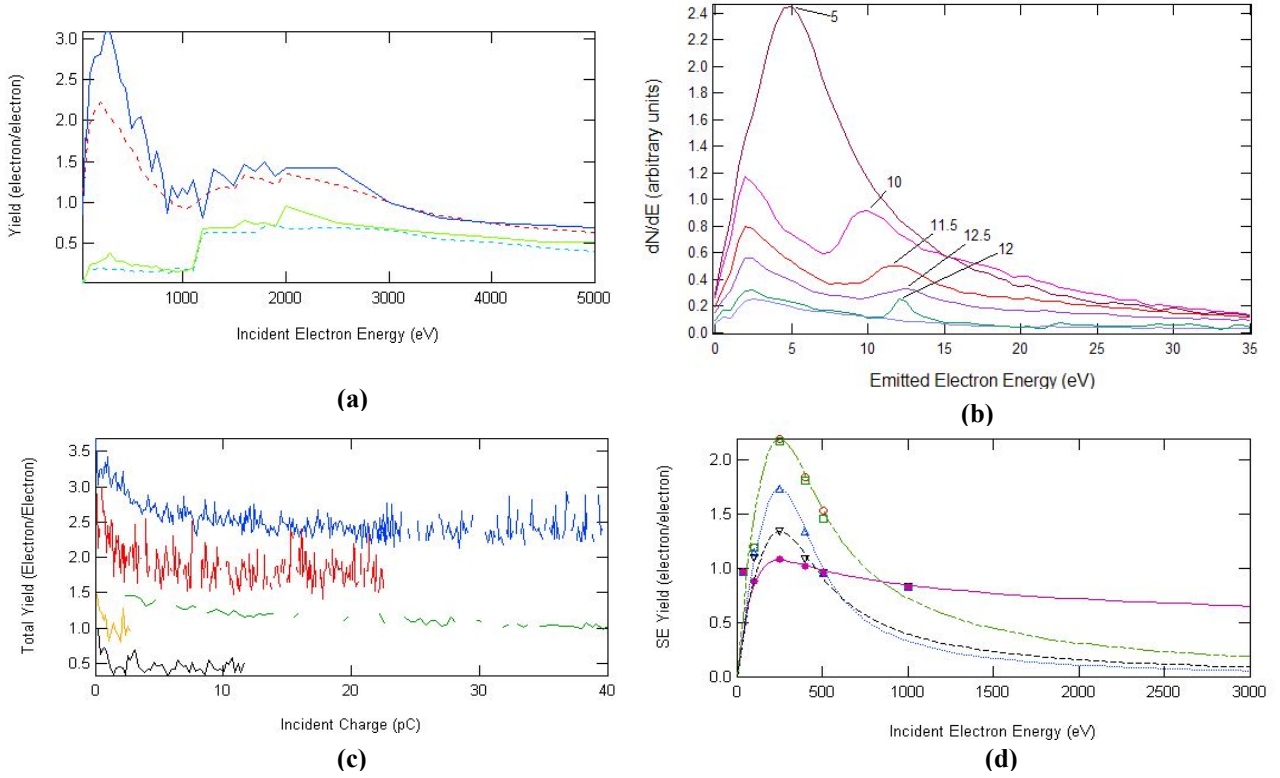 3.0
2.5
2.0
1.5
1.0
0.5
Yield (electron/electron)
1000 2000 3000 4000 5000
Incident Electron Energy (eV)
(a)
2.4
2.2
2.0
1.8
1.6
1.4
1.2
1.0
0.8
0.6
0.4
0.2
0.0
dN/dE (arbitrary units)
5
10
11.5
12.5
12
0 5 10 15 20 25 30 35
Emitted Electron Energy (eV)
(b)
3.5
3.0
2.5
2.0
1.5
1.0
0.5
Total Yield (Electron/Electron)
0 10 20 30 40
Incident Charge (pC)
(c)
2.0
1.5
1.0
0.5
0.0
SE Yield (electron/electron)
0 500 1000 1500 2000 2500 3000
Incident Electron Energy (eV)
(d)